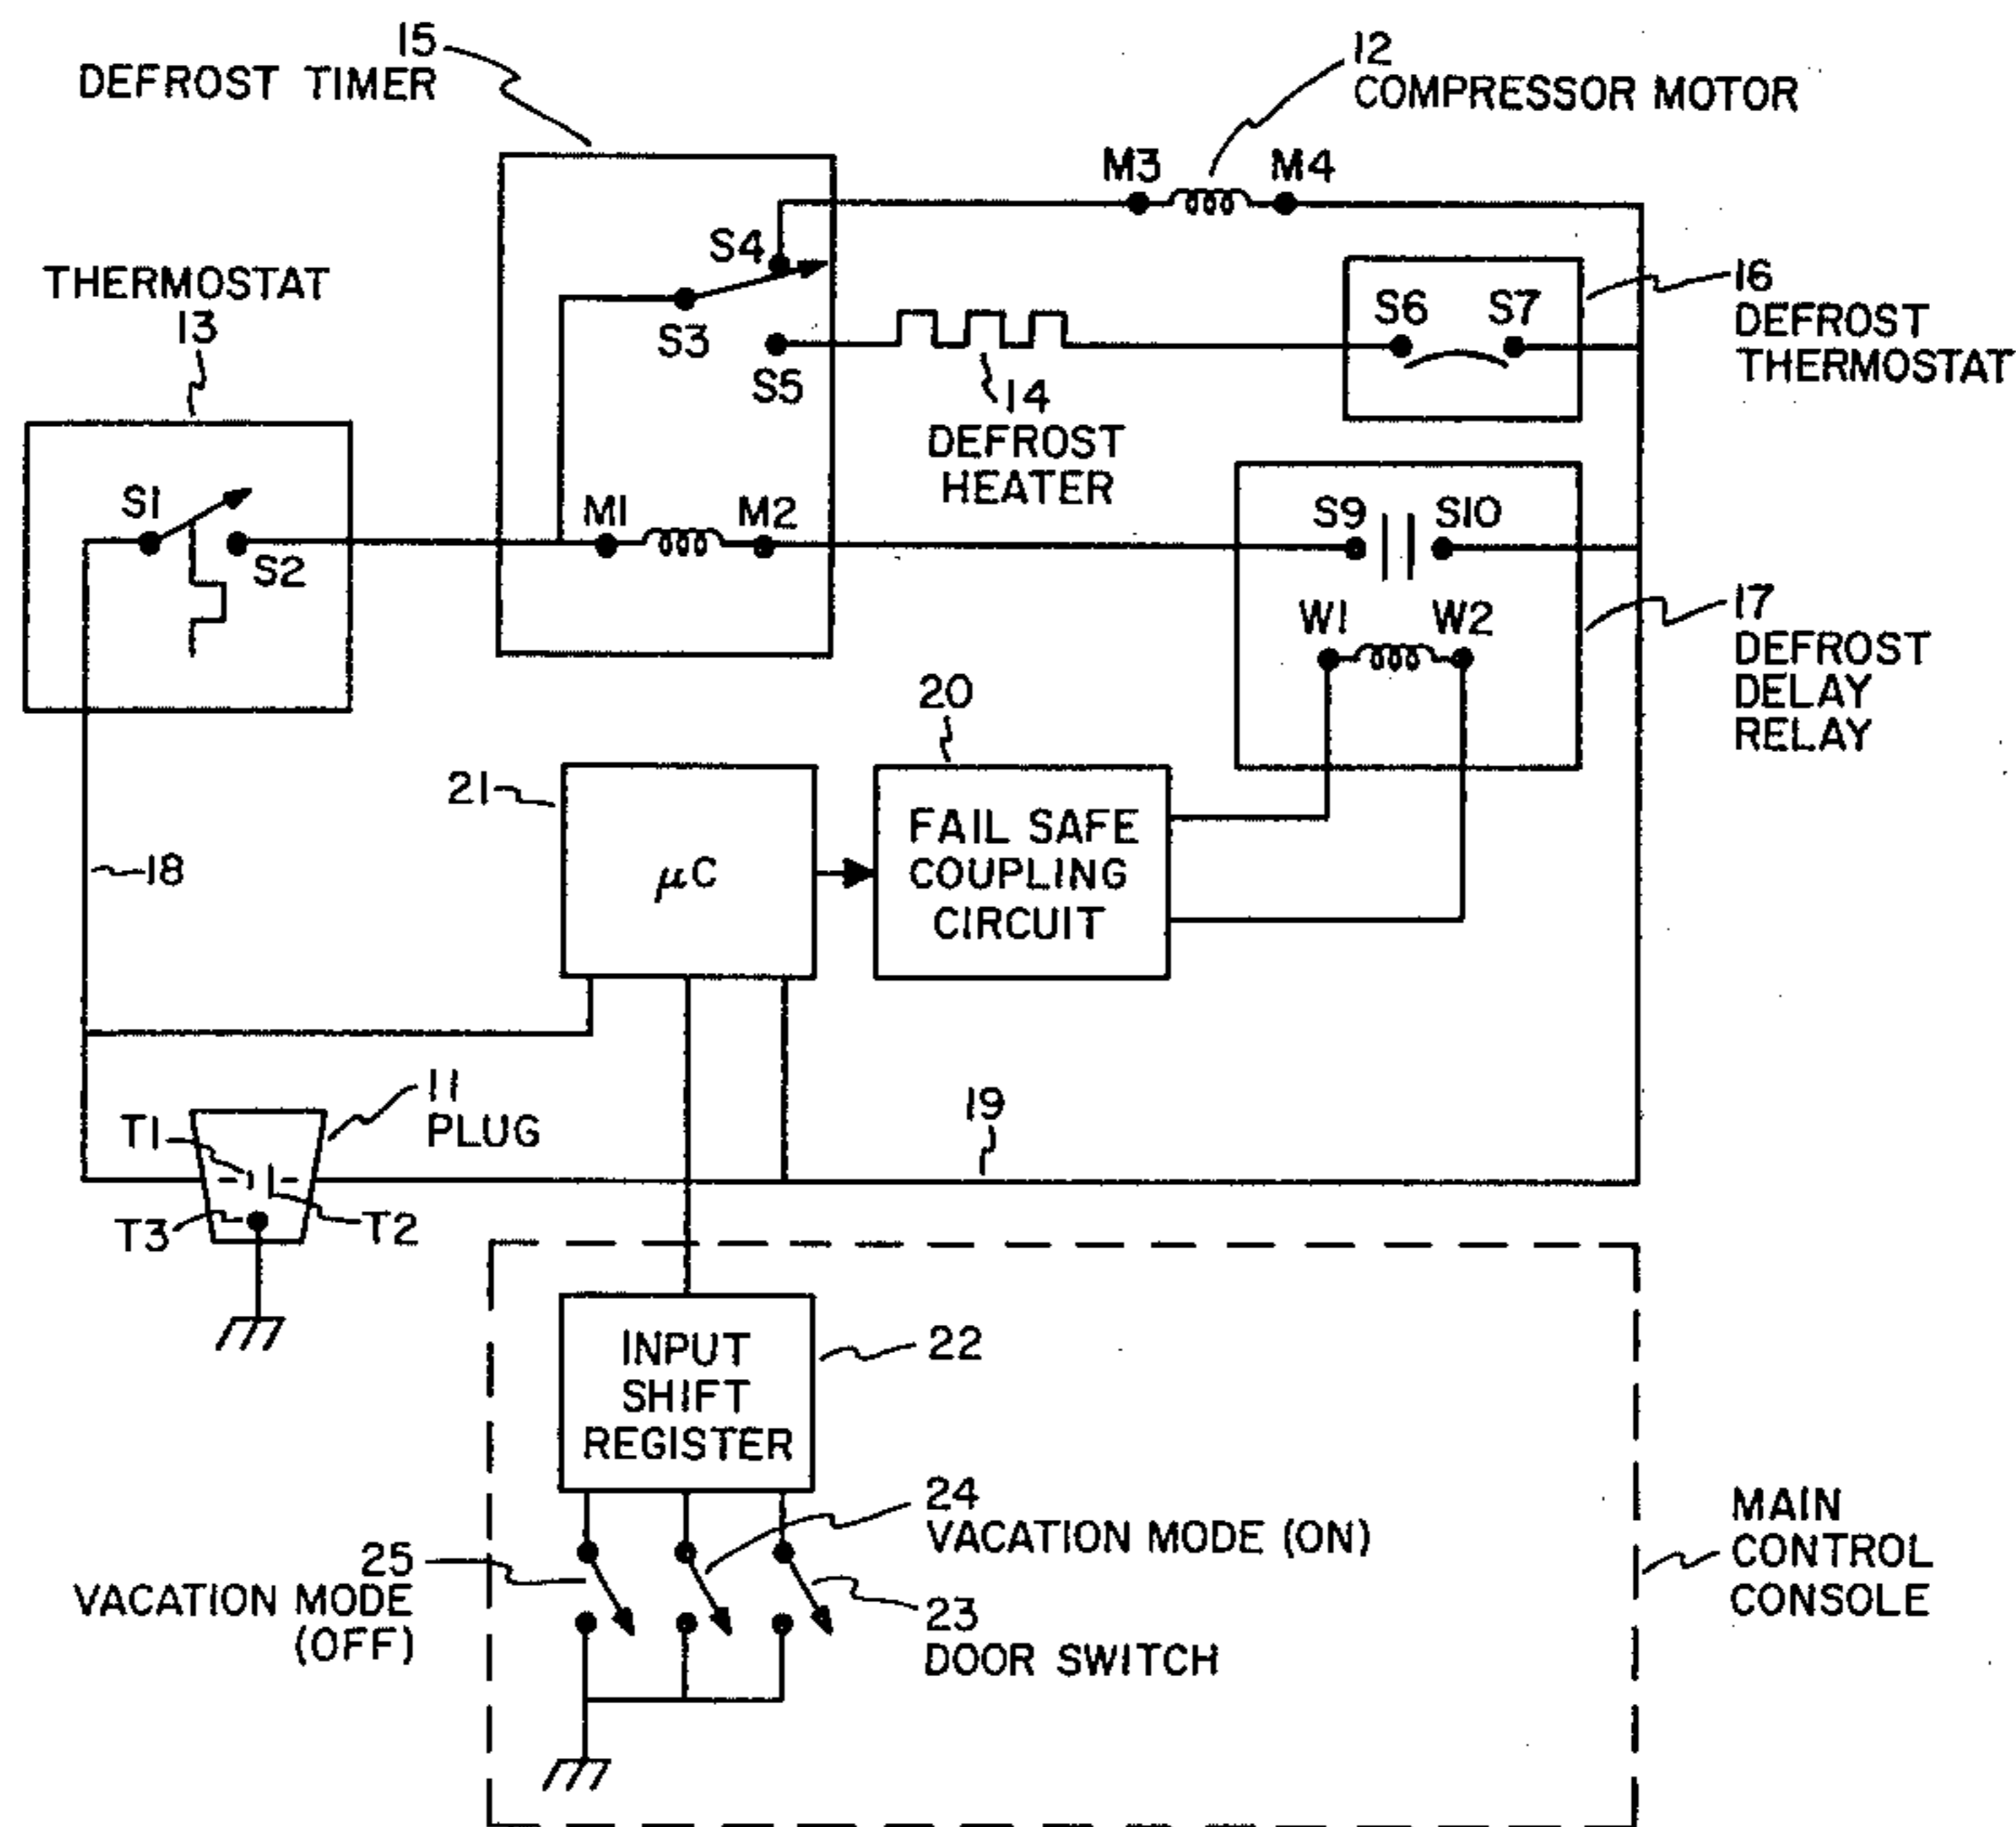 15
DEFROST TIMER
12
COMPRESSOR MOTOR
M3
M4
S4
THERMOSTAT
13
S3
S5
S6
S7
16
DEFROST
THERMOSTAT
14
DEFROST
HEATER
S1
S2
M1
M2
S9
S10
W1
W2
17
DEFROST
DELAY
RELAY
20
21
μC
FAIL SAFE
COUPLING
CIRCUIT
18
11
PLUG
T1
T2
T3
19
INPUT
SHIFT
REGISTER
22
24
VACATION MODE (ON)
25
VACATION MODE
(OFF)
23
DOOR SWITCH
MAIN
CONTROL
CONSOLE